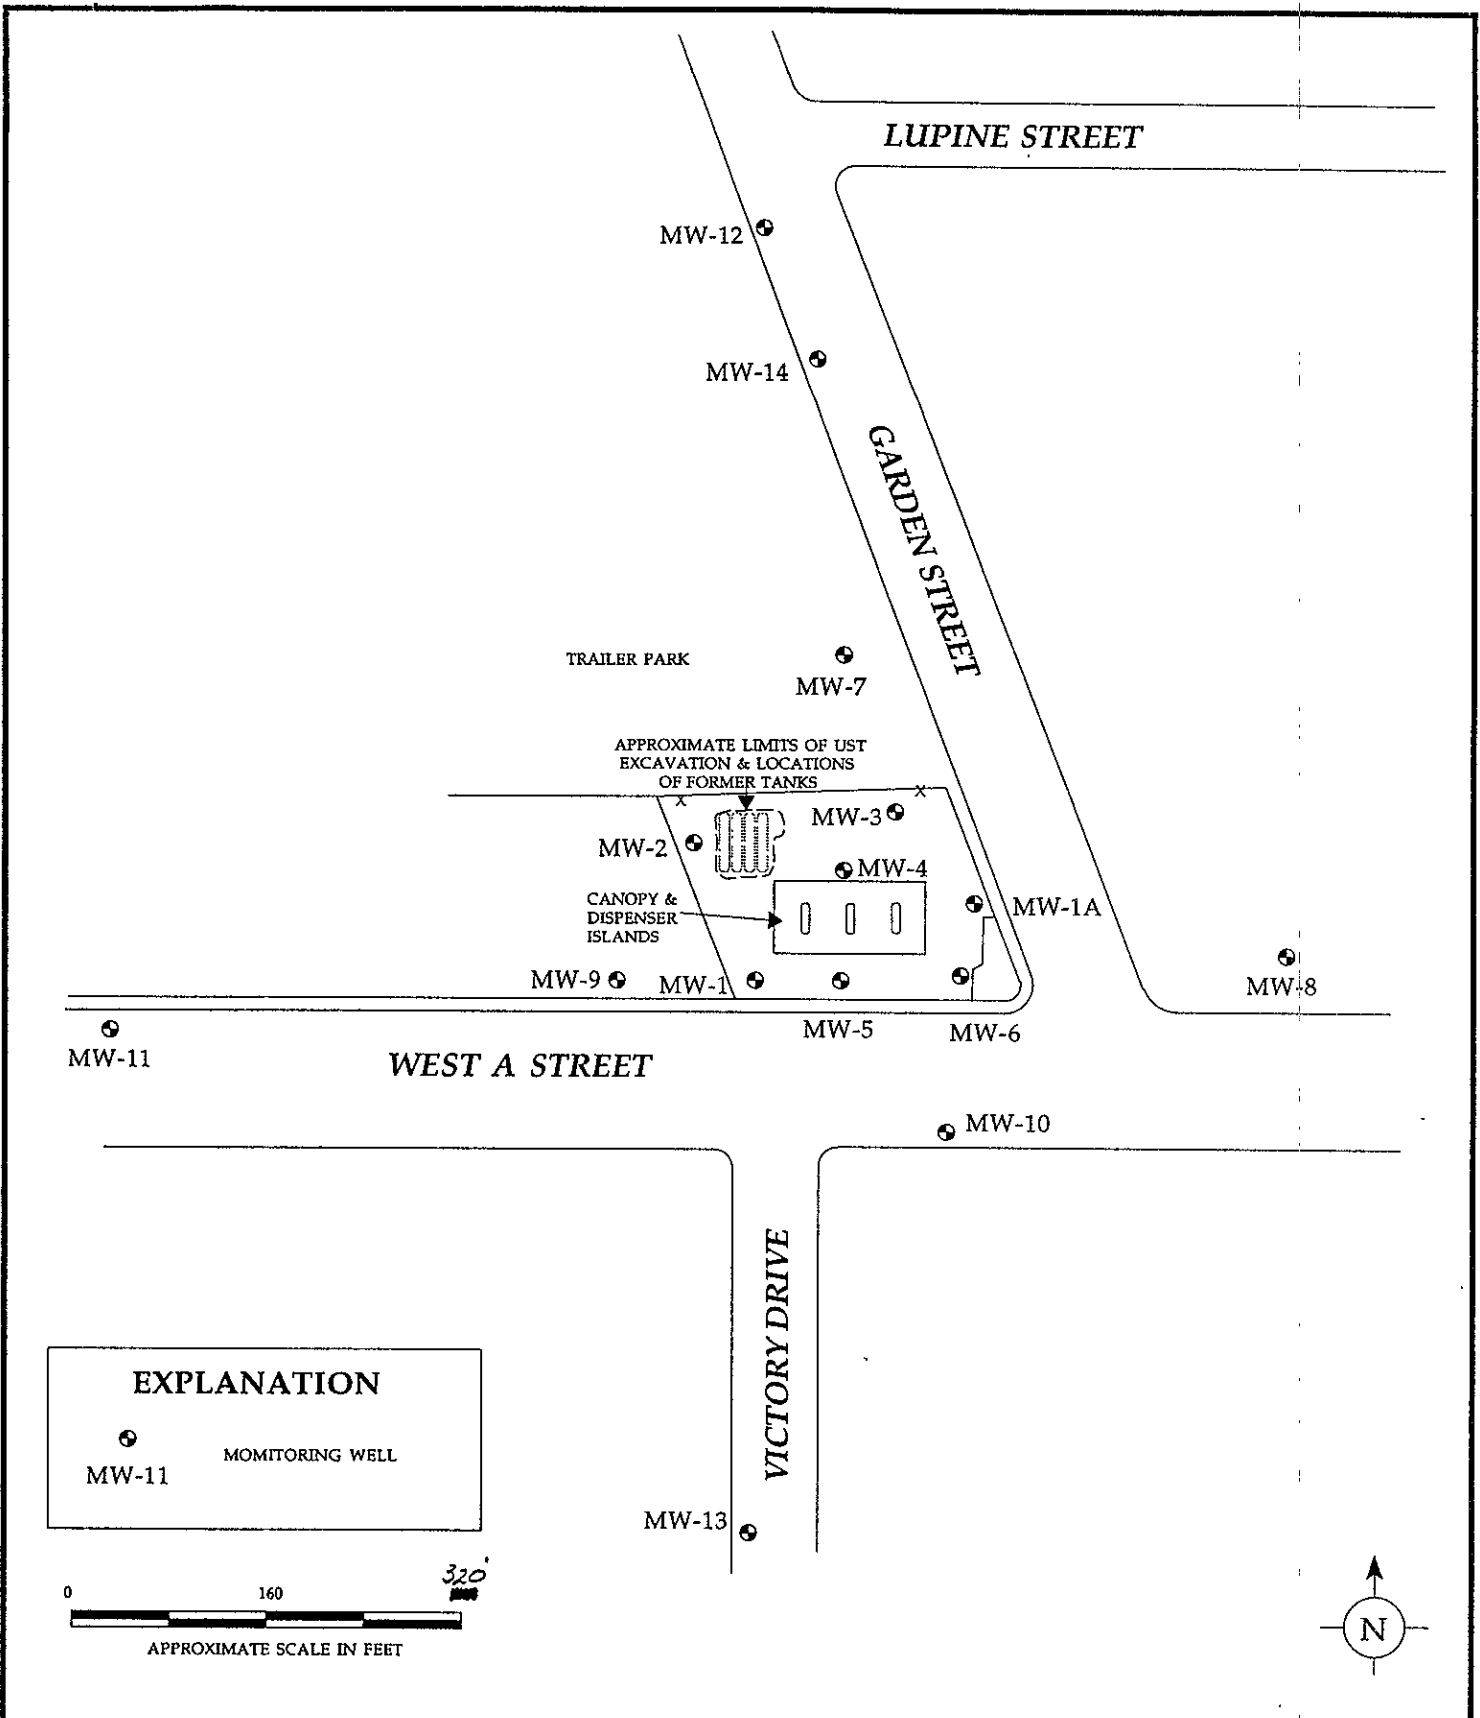 LUPINE STREET
MW-12
MW-14
GARDEN STREET
TRAILER PARK
MW-7
APPROXIMATE LIMITS OF UST
EXCAVATION & LOCATIONS
OF FORMER TANKS
X
X
MW-3
MW-2
MW-4
CANOPY &
DISPENSER
ISLANDS
MW-1A
MW-9
MW-1
MW-8
MW-5
MW-6
MW-11
WEST A STREET
MW-10
VICTORY DRIVE
EXPLANATION
MW-11
MOMITORING WELL
MW-13
0
160
320'
APPROXIMATE SCALE IN FEET
N